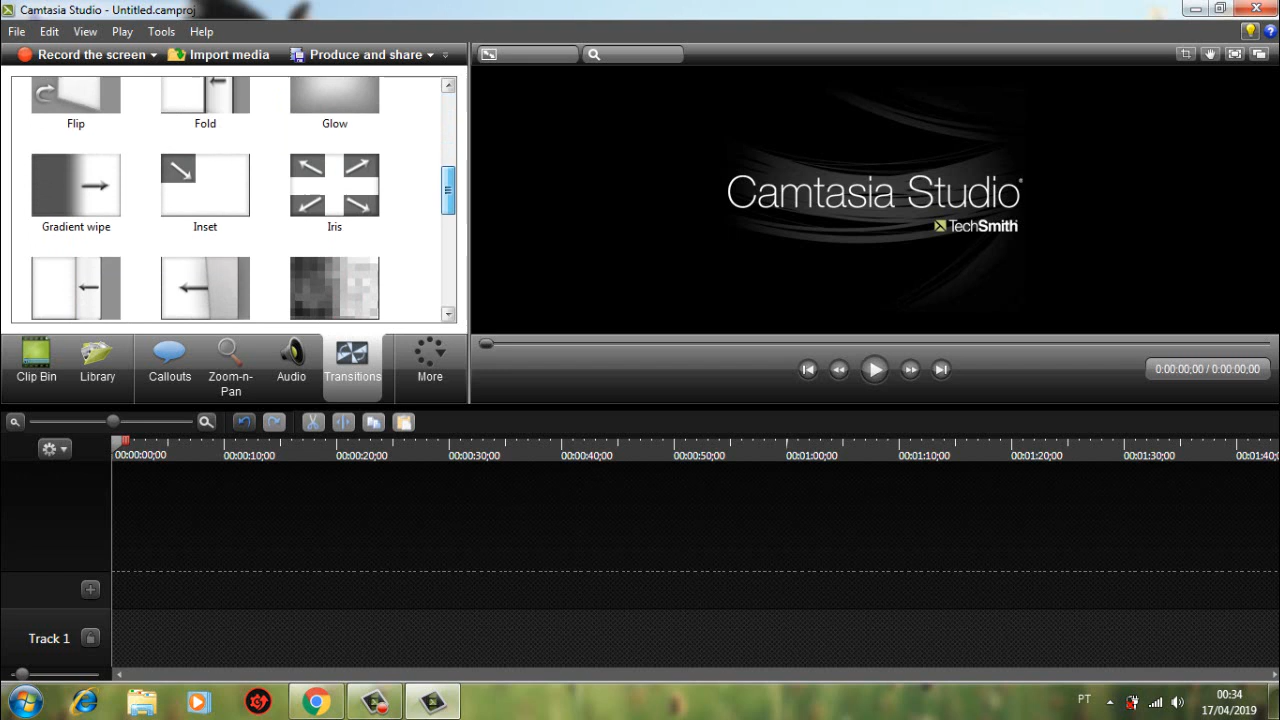 Camtasia Studio - Untitled.camproj
File Edit View Play Tools Help
Record the screen Import media Produce and share
Flip Fold Glow
Gradient wipe Inset Iris
Camtasia Studio®
TechSmith
Clip Bin Library Callouts Zoom-n-Pan Audio Transitions More
0:00:00;00 / 0:00:00;00
00:00:00;00 00:00:10;00 00:00:20;00 00:00:30;00 00:00:40;00 00:00:50;00 00:01:00;00 00:01:10;00 00:01:20;00 00:01:30;00 00:01:40;
Track 1
PT 00:34
17/04/2019